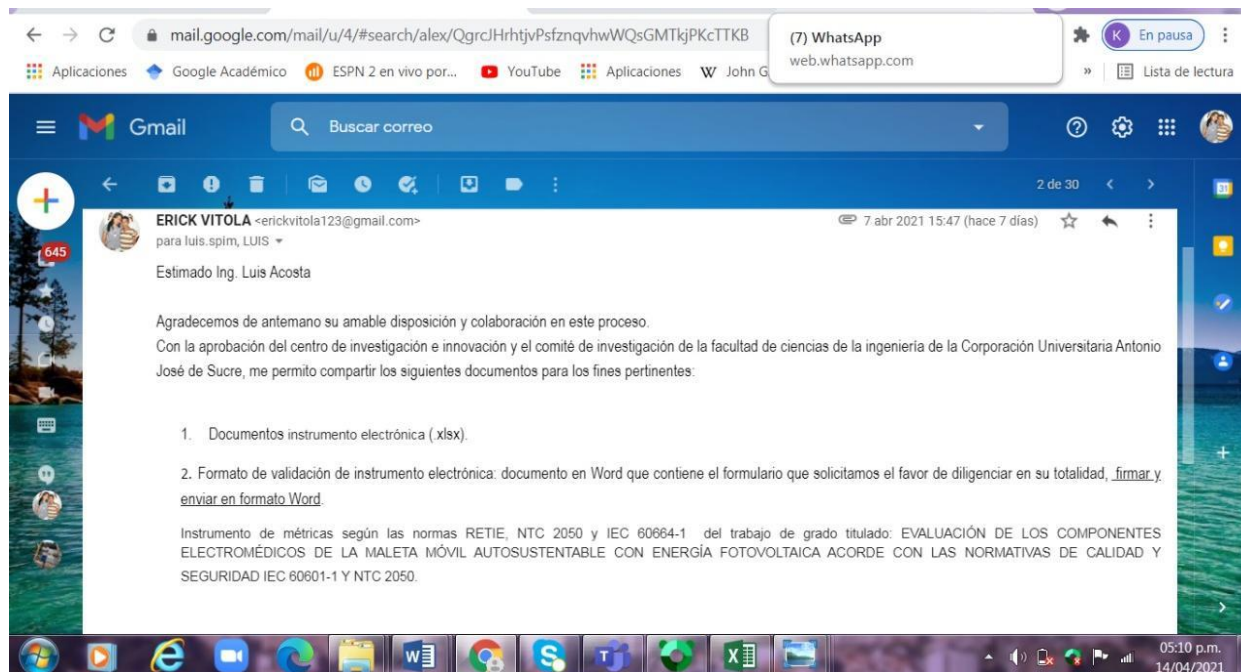 mail.google.com/mail/u/4/#search/alex/QgrcJHrhtjvPsfznqvhwWQsGMTkjPKcTTKB
(7) WhatsApp
web.whatsapp.com
K
En pausa
Aplicaciones
Google Académico
ESPN 2 en vivo por...
YouTube
Aplicaciones
W John G
»
Lista de lectura
Gmail
Buscar correo
2 de 30
31
645
ERICK VITOLA <erickvitola123@gmail.com>
7 abr 2021 15:47 (hace 7 días)
para luis.spim, LUIS
Estimado Ing. Luis Acosta
Agradecemos de antemano su amable disposición y colaboración en este proceso.
Con la aprobación del centro de investigación e innovación y el comité de investigación de la facultad de ciencias de la ingeniería de la Corporación Universitaria Antonio
José de Sucre, me permito compartir los siguientes documentos para los fines pertinentes:
1. Documentos instrumento electrónica (.xlsx).
2. Formato de validación de instrumento electrónica: documento en Word que contiene el formulario que solicitamos el favor de diligenciar en su totalidad, firmar y
enviar en formato Word.
Instrumento de métricas según las normas RETIE, NTC 2050 y IEC 60664-1 del trabajo de grado titulado: EVALUACIÓN DE LOS COMPONENTES
ELECTROMÉDICOS DE LA MALETA MÓVIL AUTOSUSTENTABLE CON ENERGÍA FOTOVOLTAICA ACORDE CON LAS NORMATIVAS DE CALIDAD Y
SEGURIDAD IEC 60601-1 Y NTC 2050.
05:10 p.m.
14/04/2021